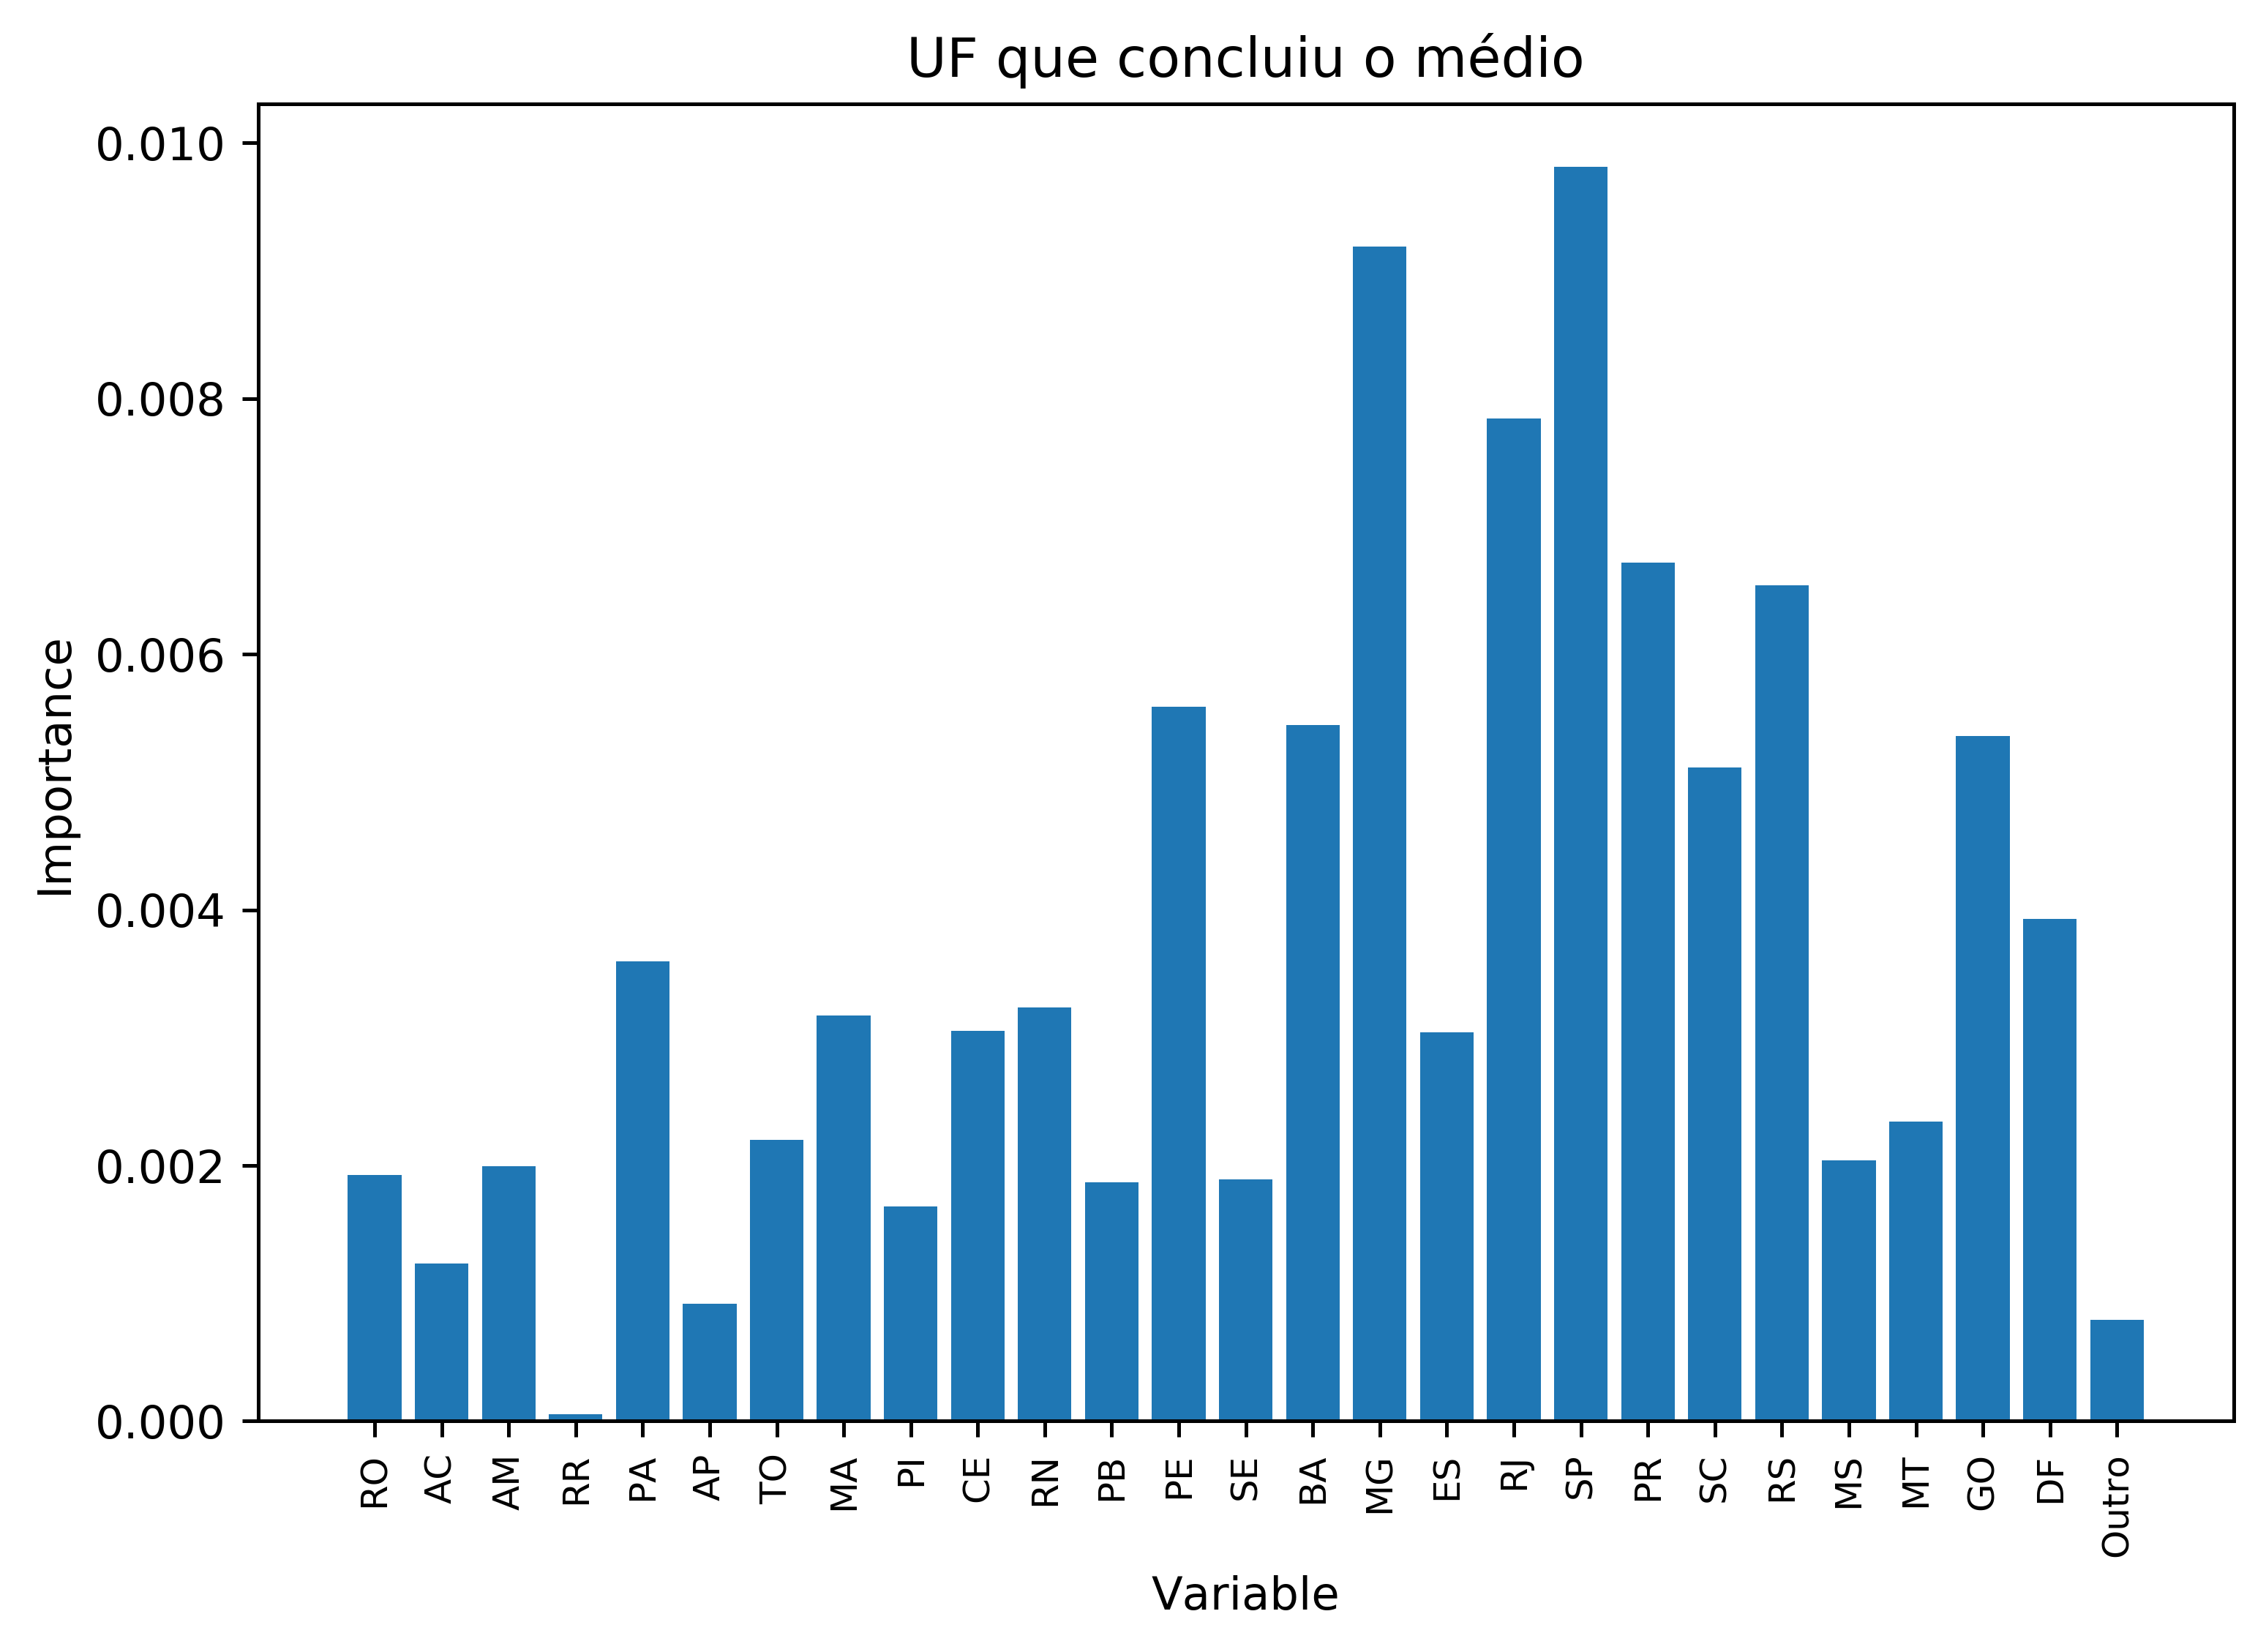 UF que concluiu o médio
Importance
0.010
0.008
0.006
0.004
0.002
0.000
RO
AC
AM
RR
PA
AP
TO
MA
PI
CE
RN
PB
PE
SE
BA
MG
ES
RJ
SP
PR
SC
RS
MS
MT
GO
DF
Outro
Variable